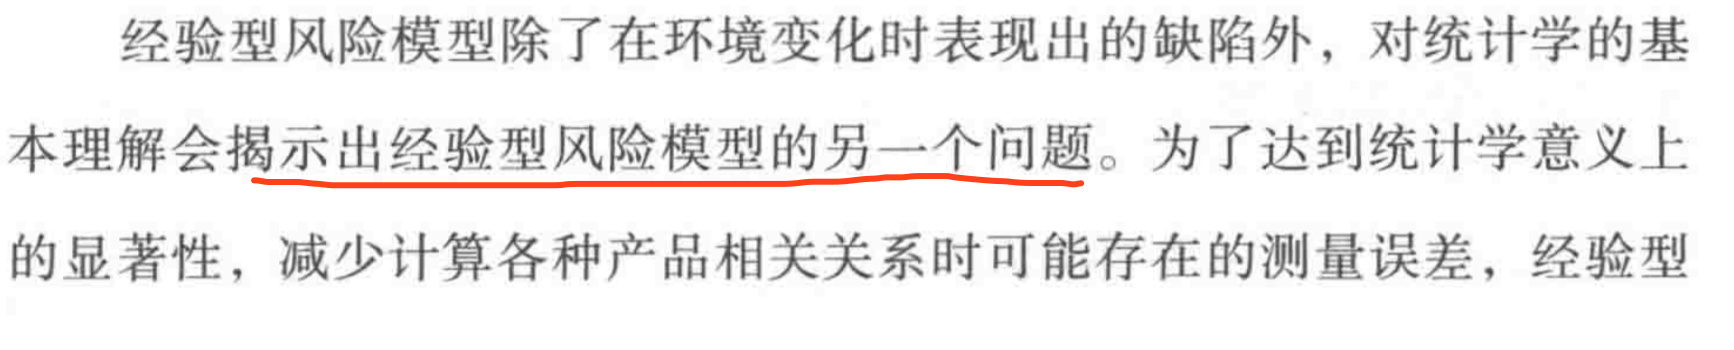 经验型风险模型除了在环境变化时表现出的缺陷外，对统计学的基
本理解会揭示出经验型风险模型的另一个问题。为了达到统计学意义上
的显著性，减少计算各种产品相关关系时可能存在的测量误差，经验型